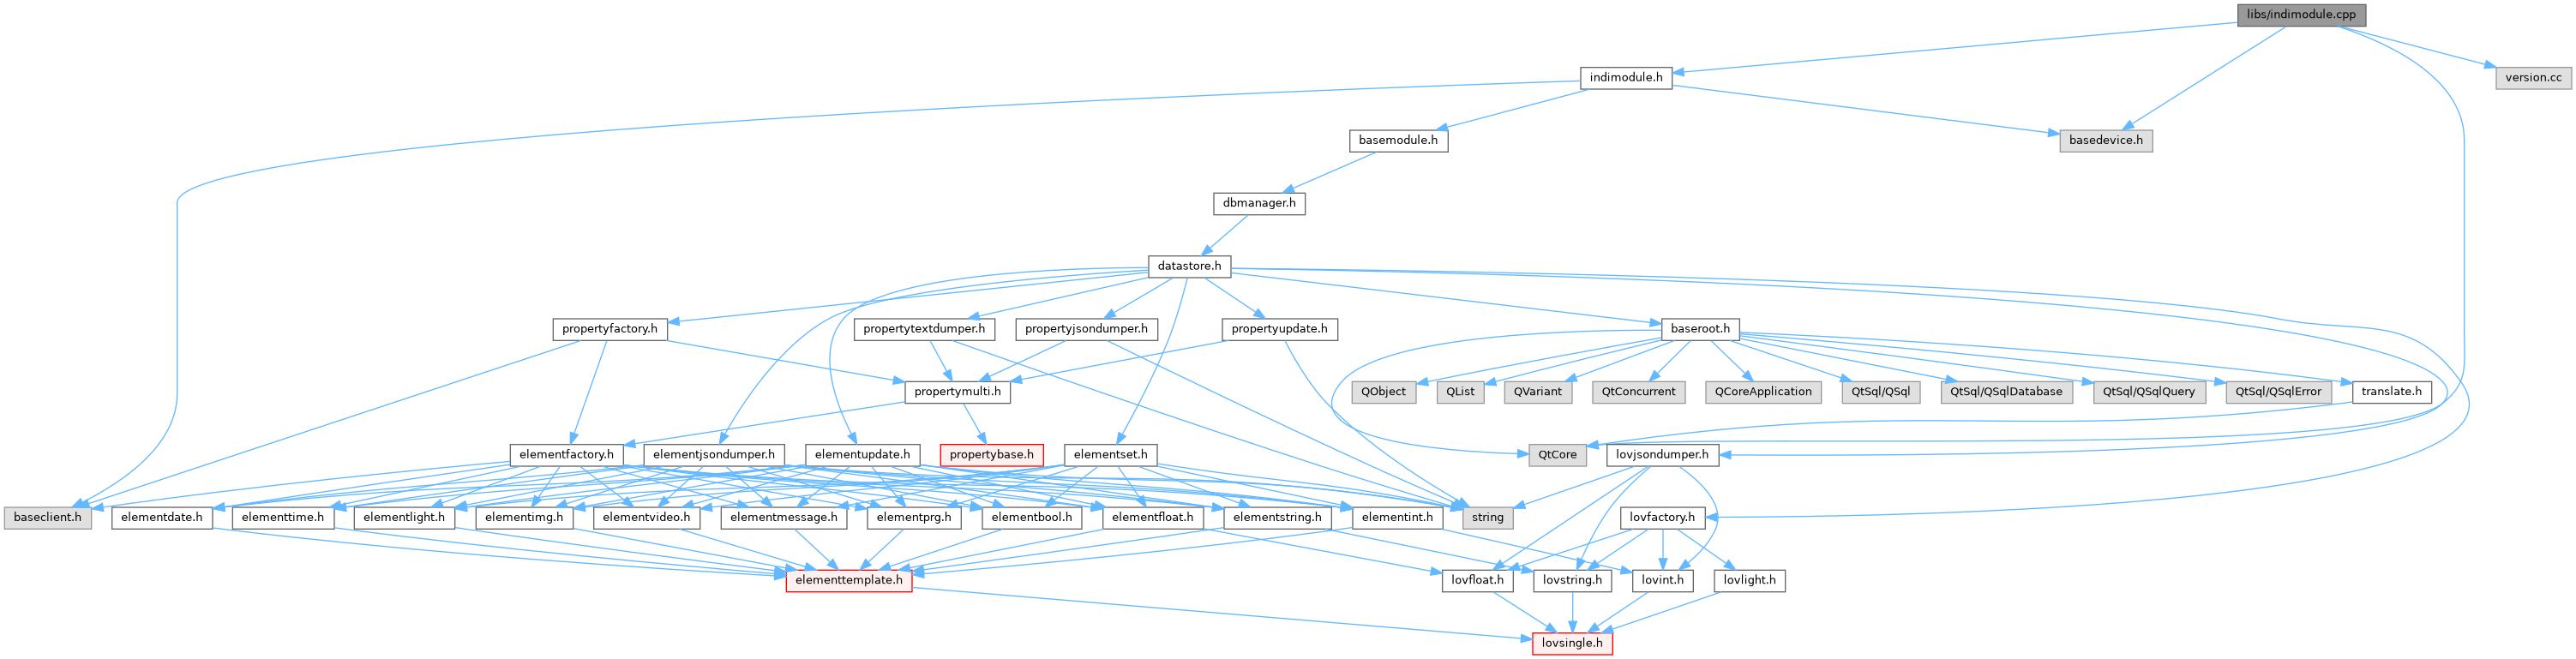 libs/indimodule.cpp
indimodule.h
version.cc
basemodule.h
basedevice.h
dbmanager.h
datastore.h
propertyfactory.h
propertytextdumper.h
propertyjsondumper.h
propertyupdate.h
baseroot.h
propertymulti.h
QObject
QList
QVariant
QtConcurrent
QCoreApplication
QtSql/QSql
QtSql/QSqlDatabase
QtSql/QSqlQuery
QtSql/QSqlError
translate.h
elementfactory.h
elementjsondumper.h
elementupdate.h
propertybase.h
elementset.h
QtCore
lovjsondumper.h
baseclient.h
elementdate.h
elementtime.h
elementlight.h
elementimg.h
elementvideo.h
elementmessage.h
elementprg.h
elementbool.h
elementfloat.h
elementstring.h
elementint.h
string
lovfactory.h
elementtemplate.h
lovfloat.h
lovstring.h
lovint.h
lovlight.h
lovsingle.h